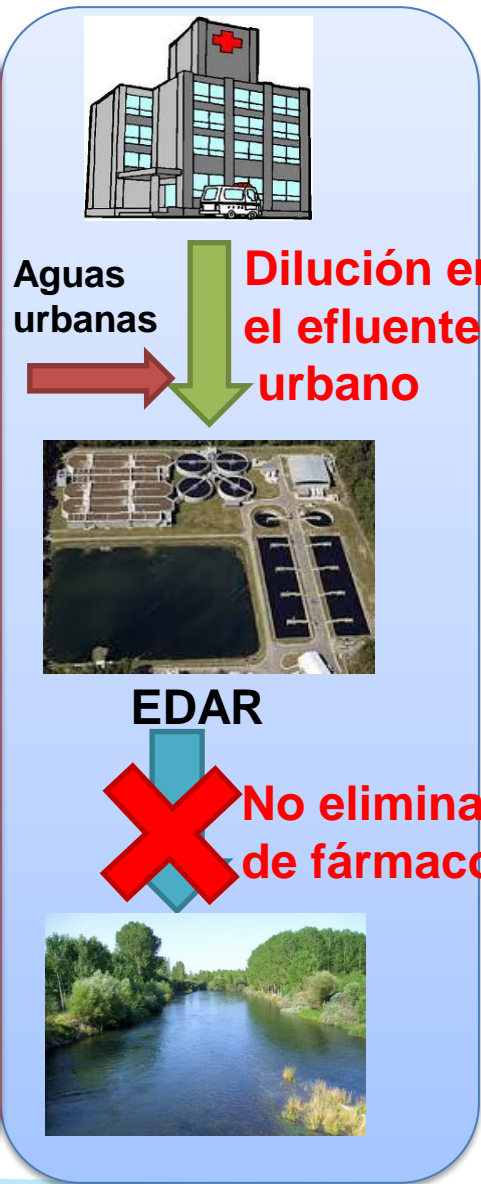 Aguas
urbanas
Dilución en
el efluente
urbano
EDAR
No elimina
de fármaco